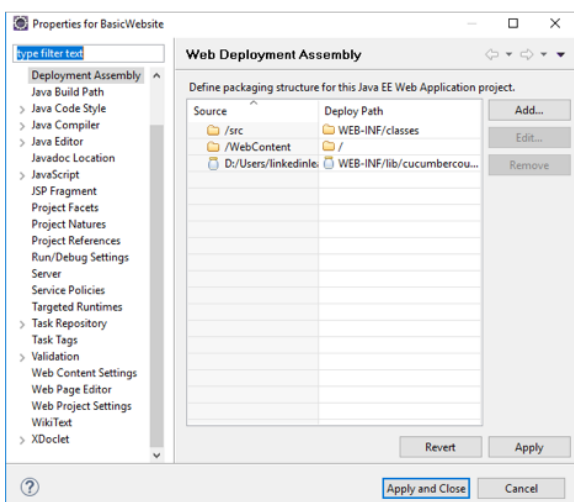 Properties for BasicWebsite
type filter text
Deployment Assembly
Java Build Path
Java Code Style
Java Compiler
Java Editor
Javadoc Location
JavaScript
JSP Fragment
Project Facets
Project Natures
Project References
Run/Debug Settings
Server
Service Policies
Targeted Runtimes
Task Repository
Task Tags
Validation
Web Content Settings
Web Page Editor
Web Project Settings
WikiText
XDoclet
Web Deployment Assembly
Define packaging structure for this Java EE Web Application project.
Source Deploy Path
/src WEB-INF/classes
/WebContent /
D:/Users/linkedinle WEB-INF/lib/cucumbercou...
Add...
Edit...
Remove
Revert Apply
Apply and Close Cancel